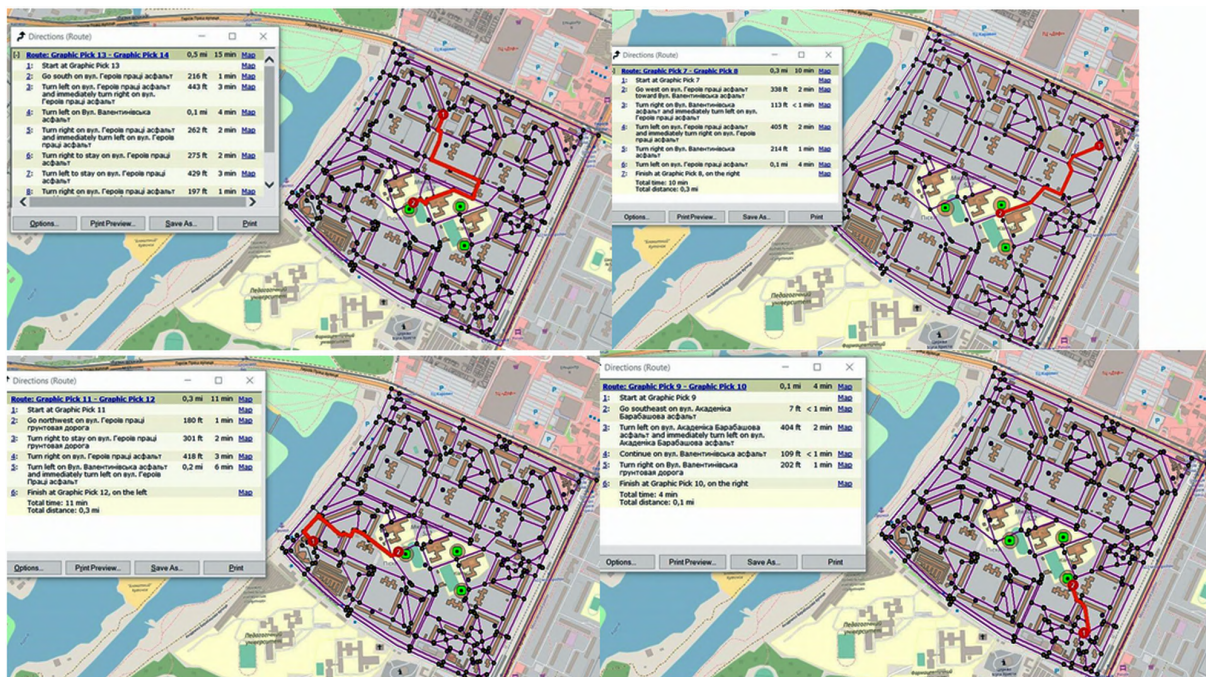 Directions (Route)
Route: Graphic Pick 13 - Graphic Pick 14 0,5 mi 15 min Map
1: Start at Graphic Pick 13 Map
2: Go south on вул. Героїв праці асфальт 216 ft 1 min Map
3: Turn left on вул. Героїв праці асфальт 443 ft 3 min Map
and immediately turn right on вул.
Героїв праці асфальт
4: Turn left on Вул. Валентинівська 0,1 mi 4 min Map
асфальт
5: Turn right on вул. Героїв праці асфальт 262 ft 2 min Map
and immediately turn left on вул. Героїв
праці асфальт
6: Turn right to stay on вул. Героїв праці 275 ft 2 min Map
асфальт
7: Turn left to stay on вул. Героїв праці 429 ft 3 min Map
асфальт
8: Turn right on вул. Героїв праці асфальт 197 ft 1 min Map
Options... Print Preview... Save As... Print
Педагогічний
університет
Directions (Route)
Route: Graphic Pick 7 - Graphic Pick 8 0,3 mi 10 min Map
1: Start at Graphic Pick 7 Map
2: Go west on вул. Героїв праці асфальт 338 ft 2 min Map
toward Вул. Валентинівська
3: Turn right on Вул. Валентинівська 113 ft < 1 min Map
асфальт and immediately turn left on вул.
Героїв праці асфальт
4: Turn left on вул. Героїв праці асфальт 405 ft 2 min Map
and immediately turn right on вул. Героїв
праці асфальт
5: Turn right on Вул. Валентинівська 214 ft 1 min Map
асфальт
6: Turn left on вул. Героїв праці асфальт 0,1 mi 4 min Map
7: Finish at Graphic Pick 8, on the right Map
Total time: 10 min
Total distance: 0,3 mi
Options... Print Preview... Save As... Print
Педагогічний
університет
Directions (Route)
Route: Graphic Pick 11 - Graphic Pick 12 0,3 mi 11 min Map
1: Start at Graphic Pick 11 Map
2: Go northwest on вул. Героїв праці 180 ft 1 min Map
грунтовая дорога
3: Turn right to stay on вул. Героїв праці 301 ft 2 min Map
грунтовая дорога
4: Turn right on вул. Героїв праці асфальт 418 ft 3 min Map
5: Turn left on Вул. Валентинівська асфальт 0,2 mi 6 min Map
and immediately turn left on вул. Героїв
Праці асфальт
6: Finish at Graphic Pick 12, on the left Map
Total time: 11 min
Total distance: 0,3 mi
Options... Print Preview... Save As... Print
Педагогічний
університет
Directions (Route)
Route: Graphic Pick 9 - Graphic Pick 10 0,1 mi 4 min Map
1: Start at Graphic Pick 9 Map
2: Go southeast on вул. Академіка 7 ft < 1 min Map
Барабашова асфальт
3: Turn left on вул. Академіка Барабашова 404 ft 2 min Map
асфальт and immediately turn left on вул.
Академіка Барабашова асфальт
4: Continue on вул. Валентинівська асфальт 109 ft < 1 min Map
5: Turn right on Вул. Валентинівська 202 ft 1 min Map
грунтовая дорога
6: Finish at Graphic Pick 10, on the right Map
Total time: 4 min
Total distance: 0,1 mi
Options... Print Preview... Save As... Print
Педагогічний
університет